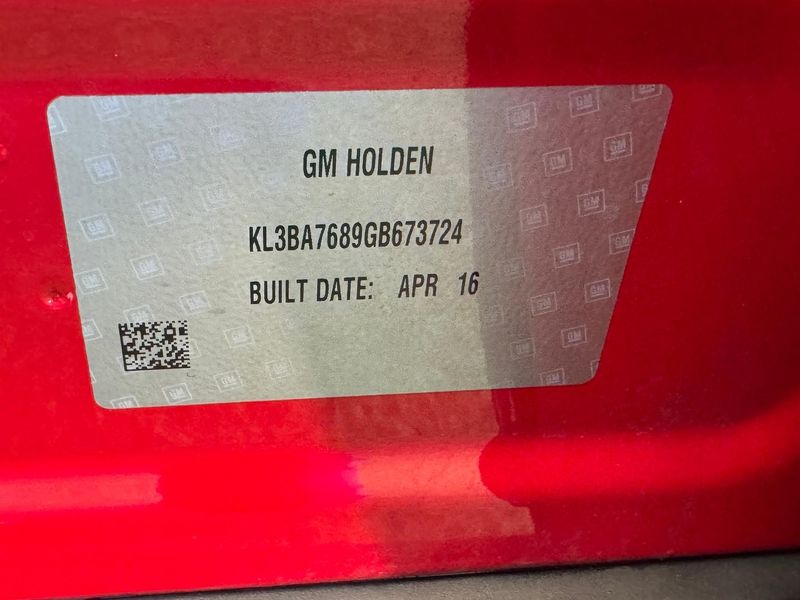 GM HOLDEN
KL3BA7689GB673724
BUILT DATE: APR 16